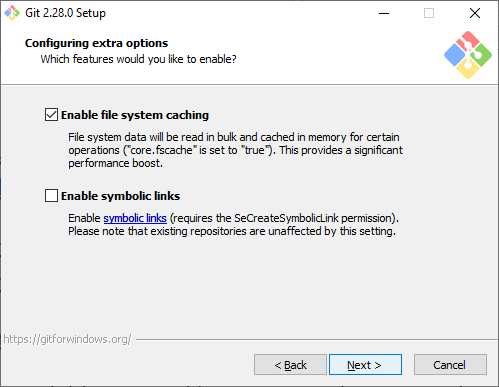 Git 2.28.0 Setup
Configuring extra options
Which features would you like to enable?
Enable file system caching
File system data will be read in bulk and cached in memory for certain
operations ("core.fscache" is set to "true"). This provides a significant
performance boost.
Enable symbolic links
Enable symbolic links (requires the SeCreateSymbolicLink permission).
Please note that existing repositories are unaffected by this setting.
https://gitforwindows.org/
< Back
Next >
Cancel